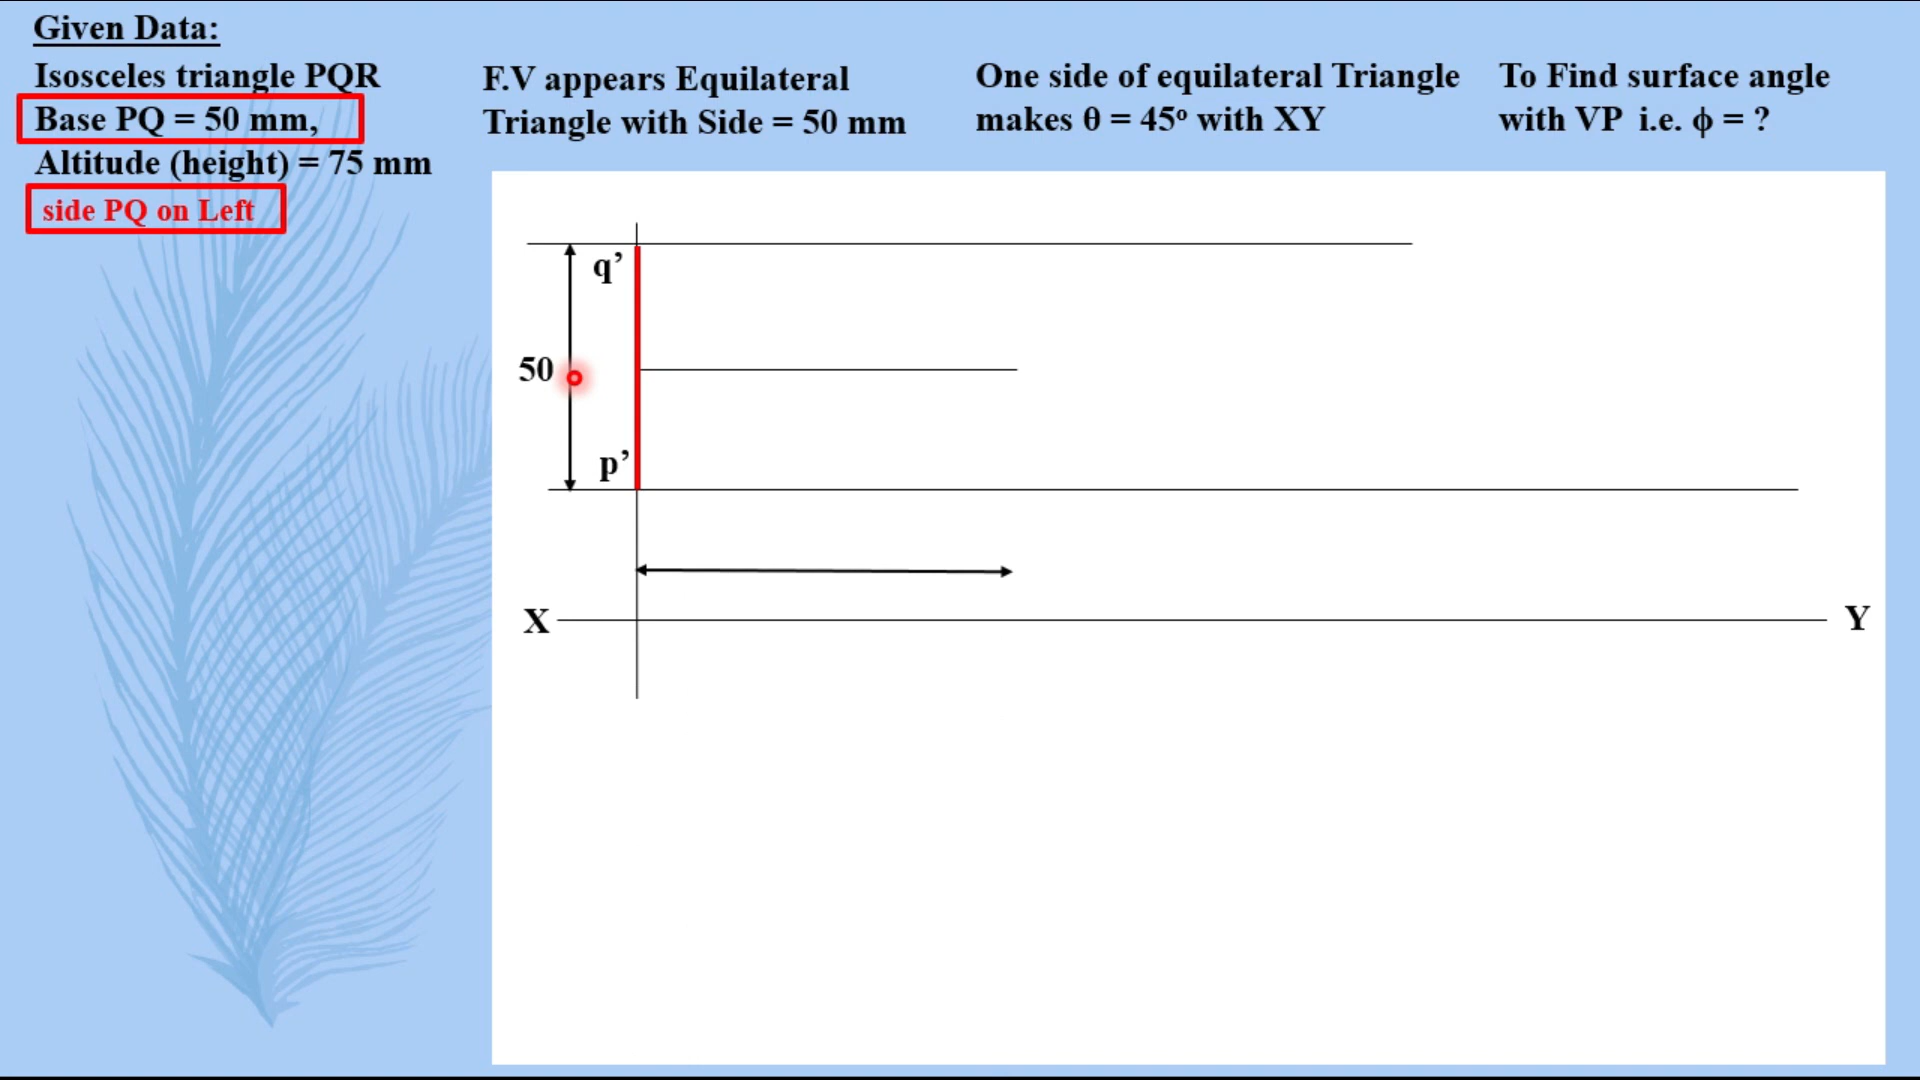 Given Data:
Isosceles triangle PQR
Base PQ = 50 mm,
Altitude (height) = 75 mm
side PQ on Left
F.V appears Equilateral
Triangle with Side = 50 mm
One side of equilateral Triangle
makes θ = 45º with XY
To Find surface angle
with VP i.e. ϕ = ?
q’
50
p’
X
Y